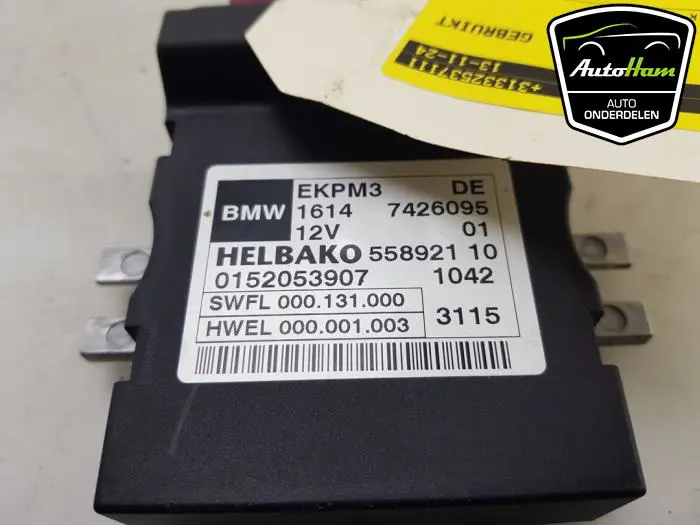 GEBRUIKT
13-11-24
+31332537111
AutoHam
AUTO
ONDERDELEN
BMW
EKPM3 DE
1614 7426095
12V 01
HELBAKO 558921 10
0152053907 1042
SWFL 000.131.000
HWEL 000.001.003
3115